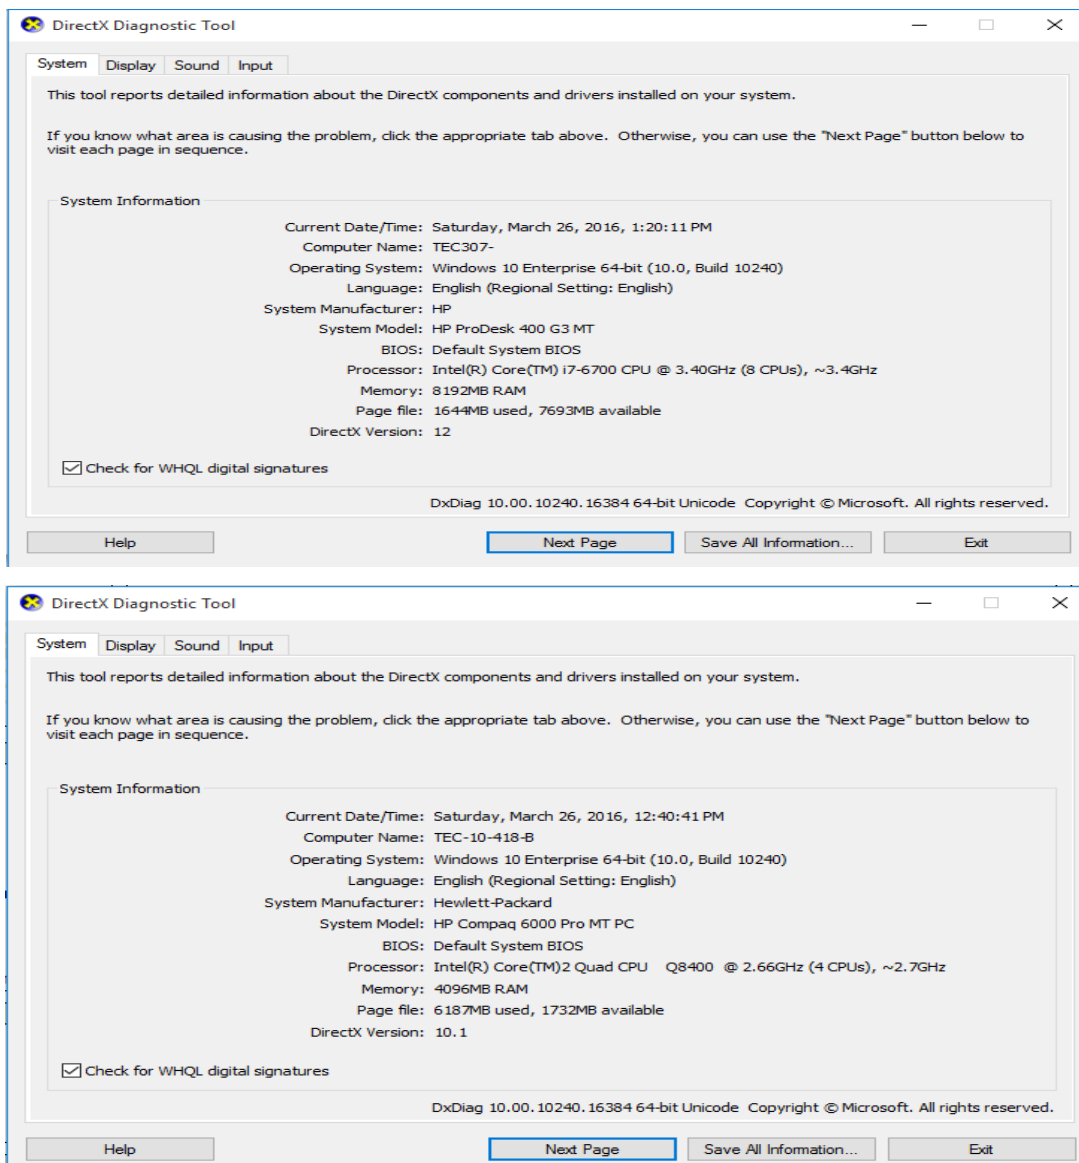 DirectX Diagnostic Tool
System Display Sound Input
This tool reports detailed information about the DirectX components and drivers installed on your system.
If you know what area is causing the problem, click the appropriate tab above. Otherwise, you can use the "Next Page" button below to
visit each page in sequence.
System Information
Current Date/Time: Saturday, March 26, 2016, 1:20:11 PM
Computer Name: TEC307-
Operating System: Windows 10 Enterprise 64-bit (10.0, Build 10240)
Language: English (Regional Setting: English)
System Manufacturer: HP
System Model: HP ProDesk 400 G3 MT
BIOS: Default System BIOS
Processor: Intel(R) Core(TM) i7-6700 CPU @ 3.40GHz (8 CPUs), ~3.4GHz
Memory: 8192MB RAM
Page file: 1644MB used, 7693MB available
DirectX Version: 12
Check for WHQL digital signatures
DxDiag 10.00.10240.16384 64-bit Unicode Copyright © Microsoft. All rights reserved.
Help Next Page Save All Information... Exit
DirectX Diagnostic Tool
System Display Sound Input
This tool reports detailed information about the DirectX components and drivers installed on your system.
If you know what area is causing the problem, click the appropriate tab above. Otherwise, you can use the "Next Page" button below to
visit each page in sequence.
System Information
Current Date/Time: Saturday, March 26, 2016, 12:40:41 PM
Computer Name: TEC-10-418-B
Operating System: Windows 10 Enterprise 64-bit (10.0, Build 10240)
Language: English (Regional Setting: English)
System Manufacturer: Hewlett-Packard
System Model: HP Compaq 6000 Pro MT PC
BIOS: Default System BIOS
Processor: Intel(R) Core(TM)2 Quad CPU Q8400 @ 2.66GHz (4 CPUs), ~2.7GHz
Memory: 4096MB RAM
Page file: 6187MB used, 1732MB available
DirectX Version: 10.1
Check for WHQL digital signatures
DxDiag 10.00.10240.16384 64-bit Unicode Copyright © Microsoft. All rights reserved.
Help Next Page Save All Information... Exit